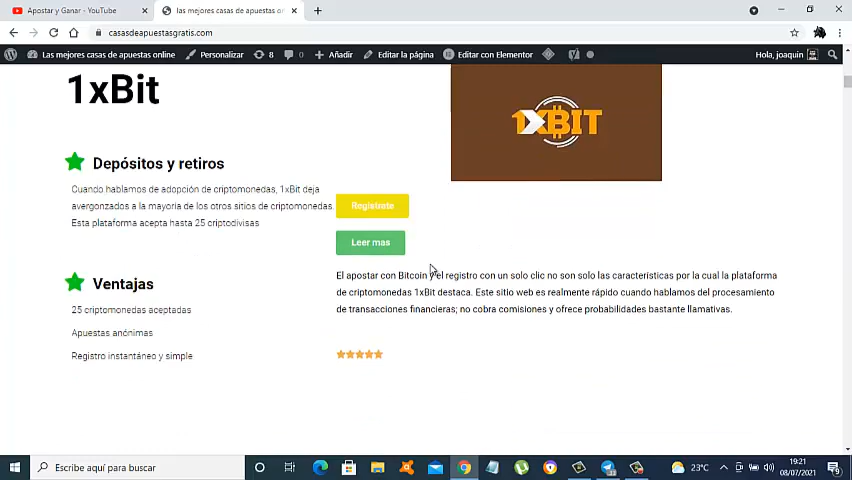 Apostar y Ganar - YouTube
las mejores casas de apuestas on
casasdeapuestasgratis.com
Las mejores casas de apuestas online
Personalizar
8
0
Añadir
Editar la página
Editar con Elementor
Hola, joaquin
1xBit
1XBIT
Depósitos y retiros
Cuando hablamos de adopción de criptomonedas, 1xBit deja
avergonzados a la mayoría de los otros sitios de criptomonedas.
Esta plataforma acepta hasta 25 criptodivisas
Registrate
Leer mas
Ventajas
25 criptomonedas aceptadas
Apuestas anónimas
Registro instantáneo y simple
El apostar con Bitcoin y el registro con un solo clic no son solo las características por la cual la plataforma
de criptomonedas 1xBit destaca. Este sitio web es realmente rápido cuando hablamos del procesamiento
de transacciones financieras; no cobra comisiones y ofrece probabilidades bastante llamativas.
Escribe aquí para buscar
23°C
19:21
08/07/2021
9